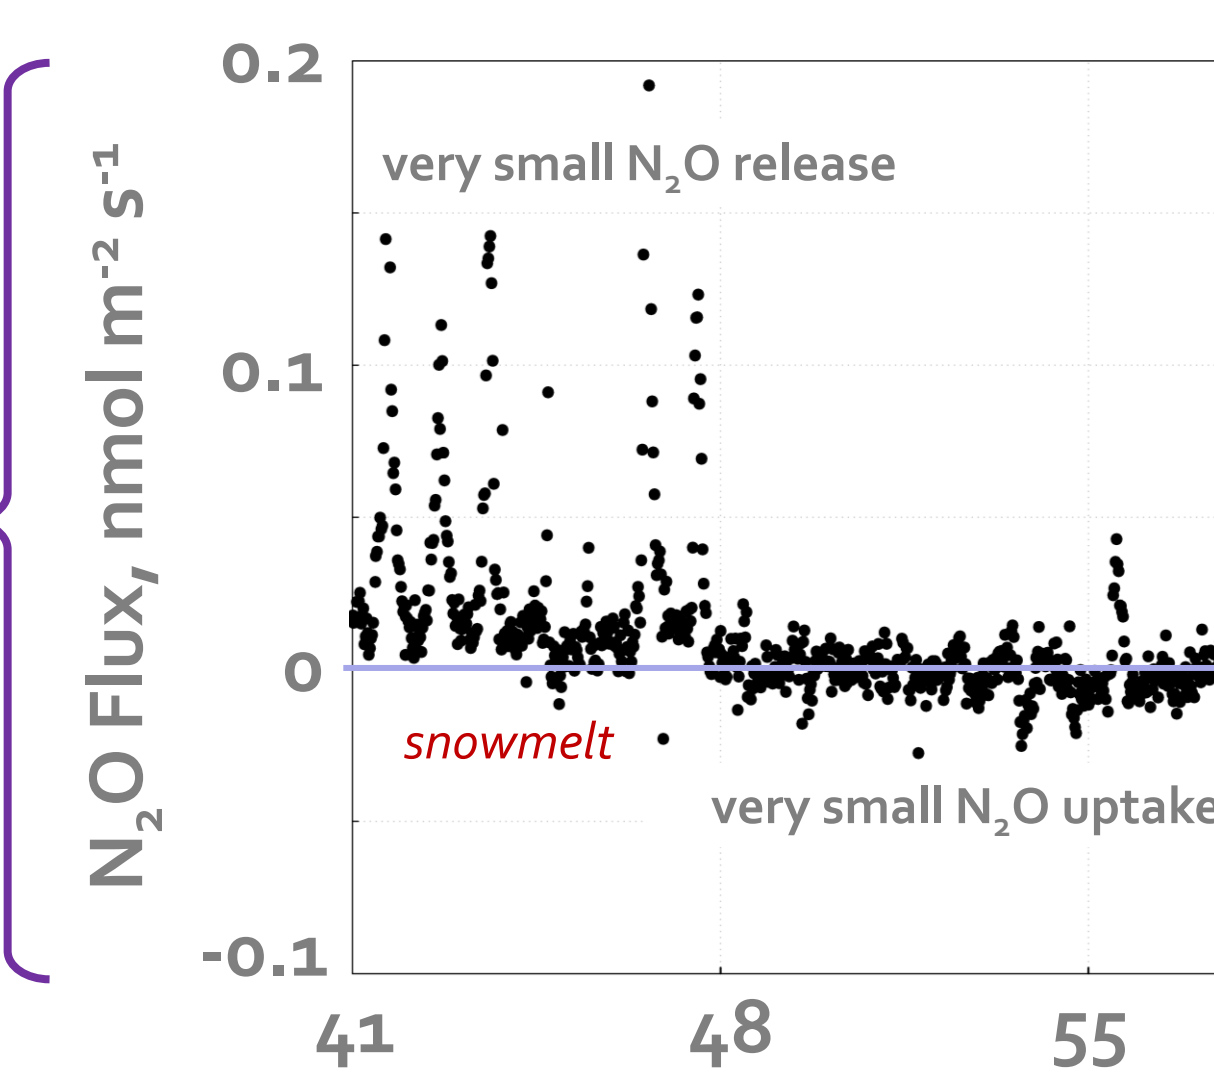 0.2
very small N₂O release
N₂O Flux, nmol m⁻² s⁻¹
0.1
0
snowmelt
very small N₂O uptake
-0.1
41 48 55